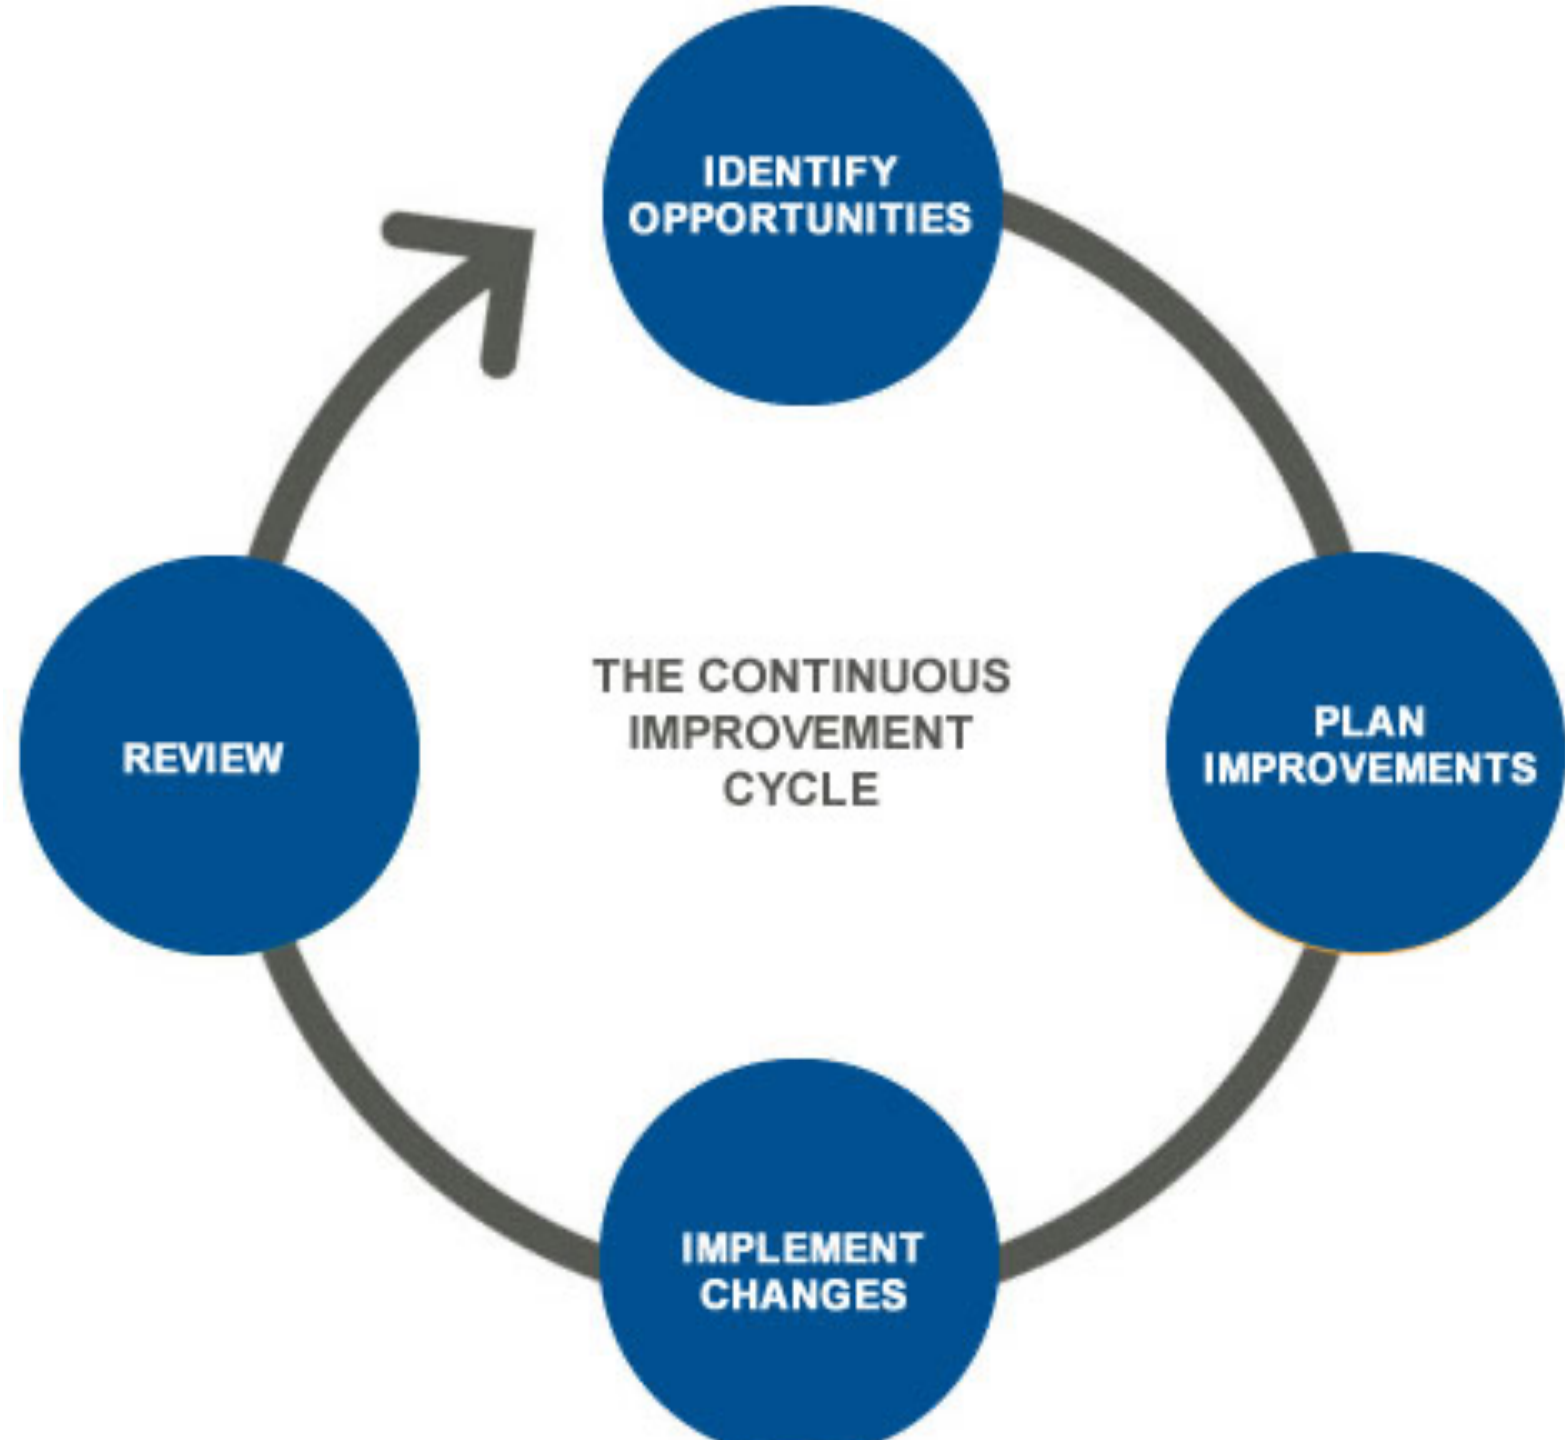 IDENTIFY
OPPORTUNITIES
PLAN
IMPROVEMENTS
IMPLEMENT
CHANGES
REVIEW
THE CONTINUOUS
IMPROVEMENT
CYCLE